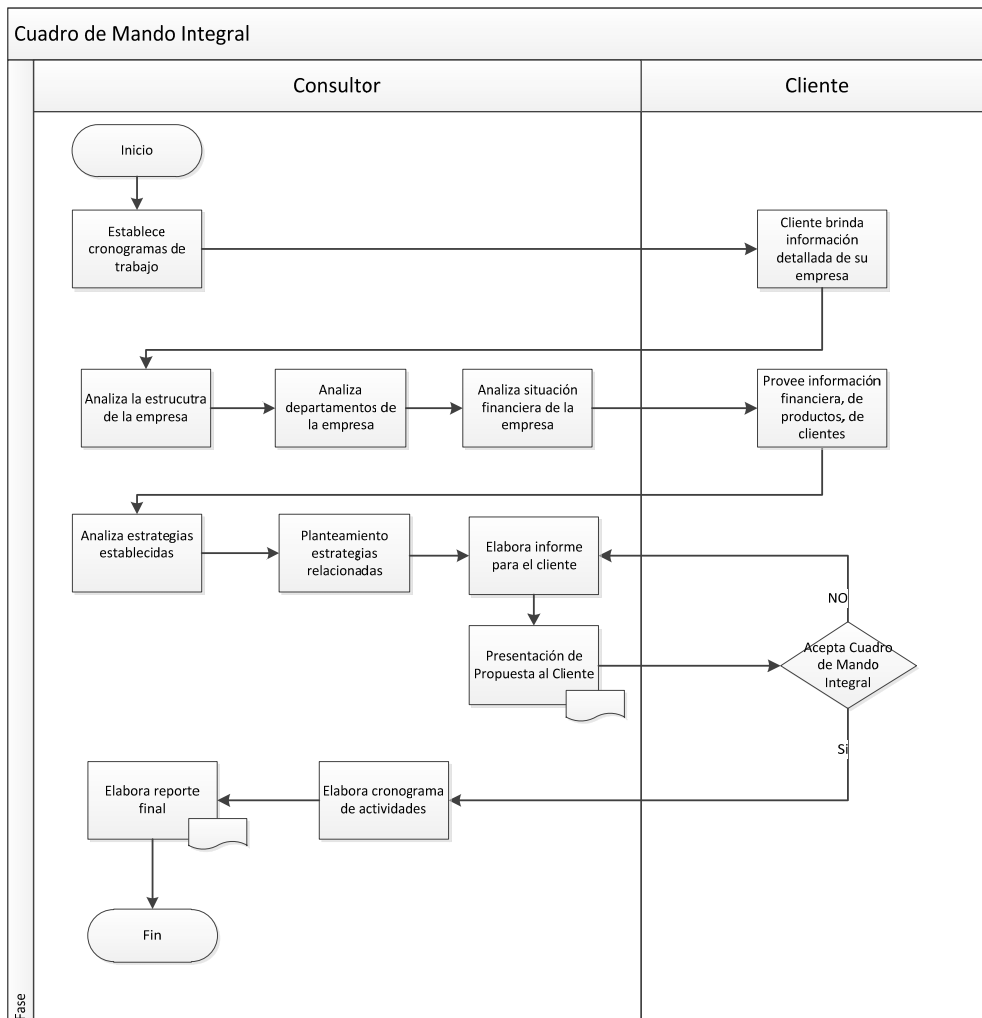 Cuadro de Mando Integral
Consultor
Cliente
Inicio
Establece
cronogramas de
trabajo
Cliente brinda
información
detallada de su
empresa
Analiza la estrucutra
de la empresa
Analiza
departamentos de
la empresa
Analiza situación
financiera de la
empresa
Provee información
financiera, de
productos, de
clientes
Analiza estrategias
establecidas
Planteamiento
estrategias
relacionadas
Elabora informe
para el cliente
NO
Presentación de
Propuesta al Cliente
Acepta Cuadro
de Mando
Integral
Si
Elabora reporte
final
Elabora cronograma
de actividades
Fin
Fase